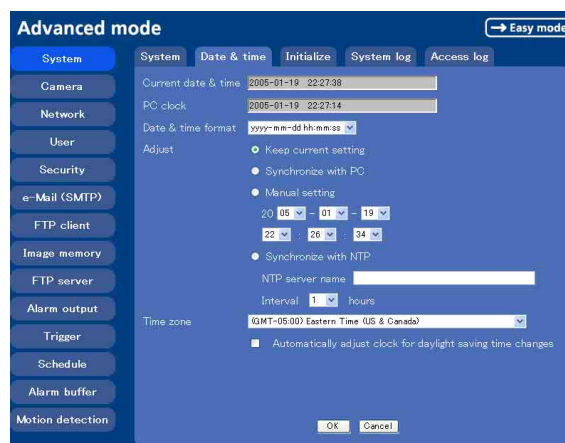 Advanced mode
→ Easy mode
System
Camera
Network
User
Security
e-Mail (SMTP)
FTP client
Image memory
FTP server
Alarm output
Trigger
Schedule
Alarm buffer
Motion detection
System Date & time Initialize System log Access log
Current date & time 2005-01-19 22:27:38
PC clock 2005-01-19 22:27:14
Date & time format yyyy-mm-dd hh:mm:ss
Adjust Keep current setting
Synchronize with PC
Manual setting
20 05 - 01 - 19
22 : 26 : 34
Synchronize with NTP
NTP server name
Interval 1 hours
Time zone (GMT-05:00) Eastern Time (US & Canada)
Automatically adjust clock for daylight saving time changes
OK Cancel